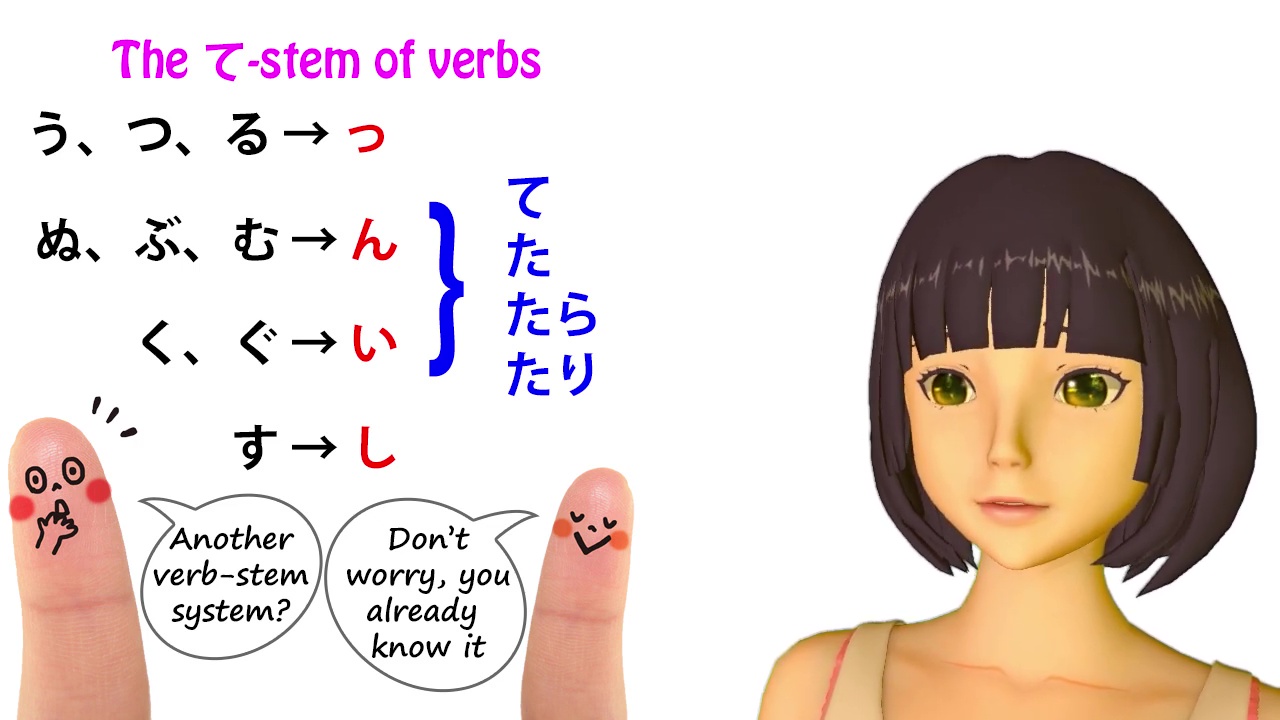 The て-stem of verbs
う、つ、る→っ
ぬ、ぶ、む→ん
く、ぐ→い
す→し
}
て
た
たら
たり
Another
verb-stem
system?
Don't
worry, you
already
know it